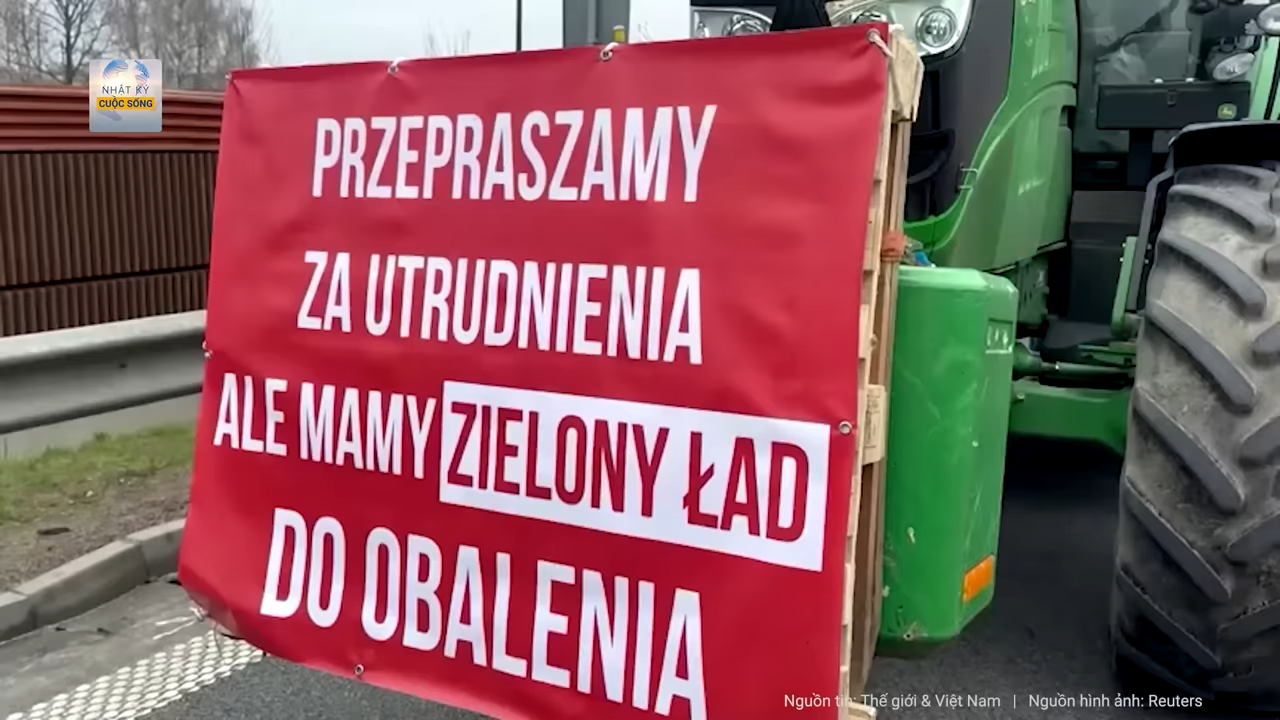 NHẬT KÝ
CUỘC SỐNG
PRZEPRASZAMY
ZA UTRUDNIENIA
ALE MAMY ZIELONY ŁAD
DO OBALENIA
Nguồn tin: Thế giới & Việt Nam | Nguồn hình ảnh: Reuters